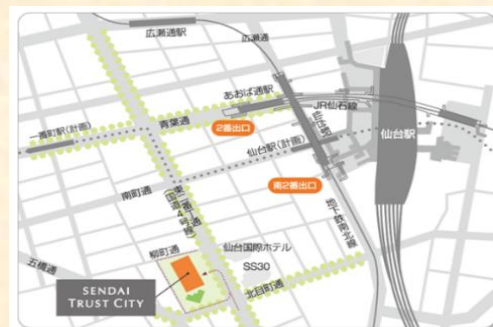 広瀬通駅
広瀬通
あおば通駅
JR仙石線
青葉通
2番出口
一番町駅(計画)
仙台駅
仙台駅
仙台駅(計画)
南2番出口
南町通
東二番丁通
(国道4号線)
地下鉄南北線
柳町通
仙台国際ホテル
SS30
五橋通
北目町通
SENDAI
TRUST CITY